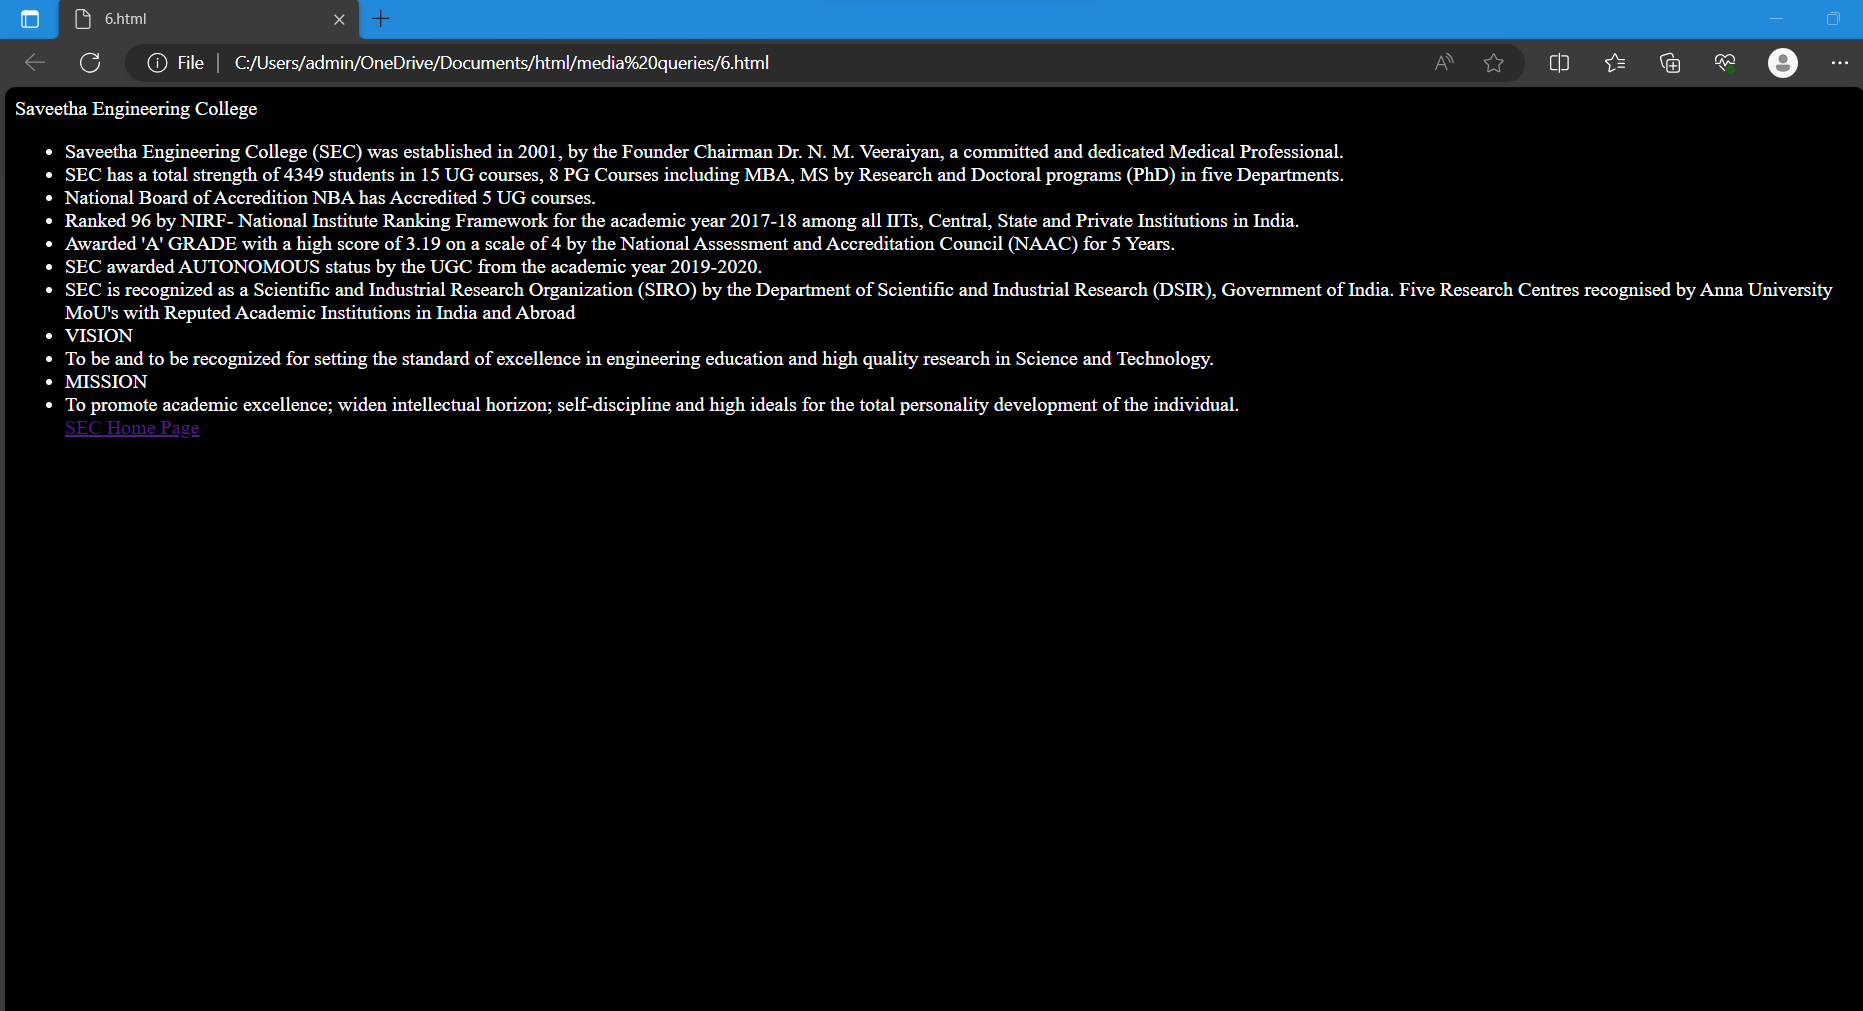 6.html
File
C:/Users/admin/OneDrive/Documents/html/media%20queries/6.html
Saveetha Engineering College
• Saveetha Engineering College (SEC) was established in 2001, by the Founder Chairman Dr. N. M. Veeraiyan, a committed and dedicated Medical Professional.
• SEC has a total strength of 4349 students in 15 UG courses, 8 PG Courses including MBA, MS by Research and Doctoral programs (PhD) in five Departments.
• National Board of Accredition NBA has Accredited 5 UG courses.
• Ranked 96 by NIRF- National Institute Ranking Framework for the academic year 2017-18 among all IITs, Central, State and Private Institutions in India.
• Awarded 'A' GRADE with a high score of 3.19 on a scale of 4 by the National Assessment and Accreditation Council (NAAC) for 5 Years.
• SEC awarded AUTONOMOUS status by the UGC from the academic year 2019-2020.
• SEC is recognized as a Scientific and Industrial Research Organization (SIRO) by the Department of Scientific and Industrial Research (DSIR), Government of India. Five Research Centres recognised by Anna University
MoU's with Reputed Academic Institutions in India and Abroad
• VISION
• To be and to be recognized for setting the standard of excellence in engineering education and high quality research in Science and Technology.
• MISSION
• To promote academic excellence; widen intellectual horizon; self-discipline and high ideals for the total personality development of the individual.
SEC Home Page